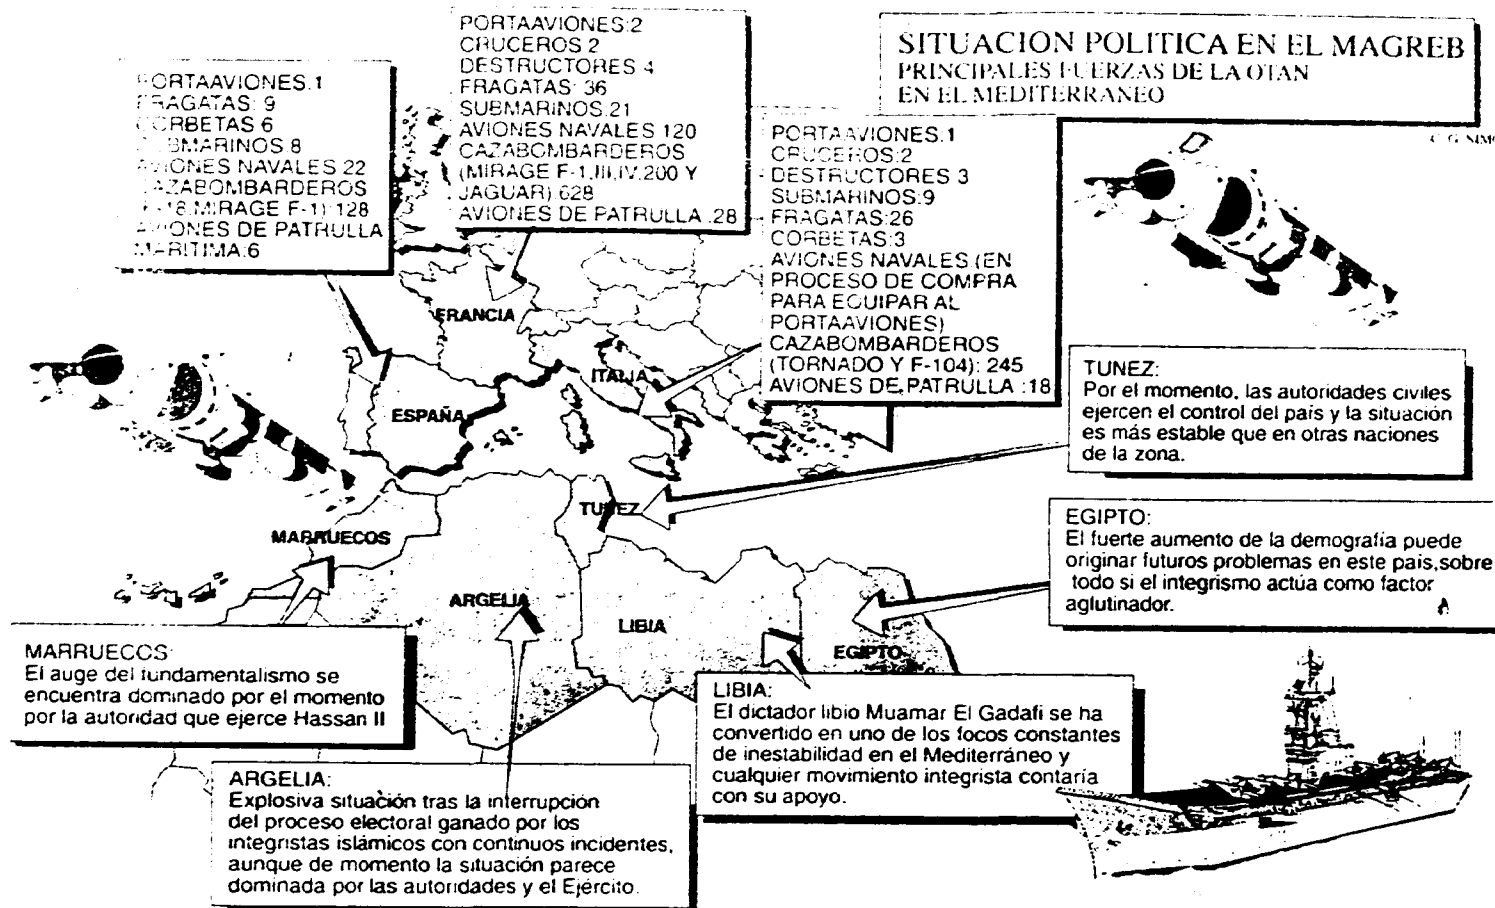 SITUACION POLITICA EN EL MAGREB
PRINCIPALES FUERZAS DE LA OTAN
EN EL MEDITERRANEO
PORTAAVIONES:1
FRAGATAS: 9
CORBETAS 6
SUBMARINOS 8
AVIONES NAVALES 22
CAZABOMBARDEROS
F-18,MIRAGE F-1) 128
AVIONES DE PATRULLA
MARITIMA:6
PORTAAVIONES:2
CRUCEROS 2
DESTRUCTORES 4
FRAGATAS: 36
SUBMARINOS:21
AVIONES NAVALES 120
CAZABOMBARDEROS
(MIRAGE F-1,III,IV,200 Y
JAGUAR):628
AVIONES DE PATRULLA :28
PORTAAVIONES:1
CRUCEROS:2
DESTRUCTORES 3
SUBMARINOS:9
FRAGATAS:26
CORBETAS:3
AVIONES NAVALES (EN
PROCESO DE COMPRA
PARA EQUIPAR AL
PORTAAVIONES)
CAZABOMBARDEROS
(TORNADO Y F-104): 245
AVIONES DE PATRULLA :18
FRANCIA
ITALIA
ESPAÑA
TUNEZ
MARRUECOS
ARGELIA
LIBIA
EGIPTO
TUNEZ:
Por el momento, las autoridades civiles
ejercen el control del país y la situación
es más estable que en otras naciones
de la zona.
EGIPTO:
El fuerte aumento de la demografía puede
originar futuros problemas en este país,sobre
todo si el integrismo actúa como factor
aglutinador.
MARRUECOS:
El auge del fundamentalismo se
encuentra dominado por el momento
por la autoridad que ejerce Hassan II
LIBIA:
El dictador libio Muamar El Gadafi se ha
convertido en uno de los focos constantes
de inestabilidad en el Mediterráneo y
cualquier movimiento integrista contaría
con su apoyo.
ARGELIA:
Explosiva situación tras la interrupción
del proceso electoral ganado por los
integristas islámicos con continuos incidentes,
aunque de momento la situación parece
dominada por las autoridades y el Ejército.